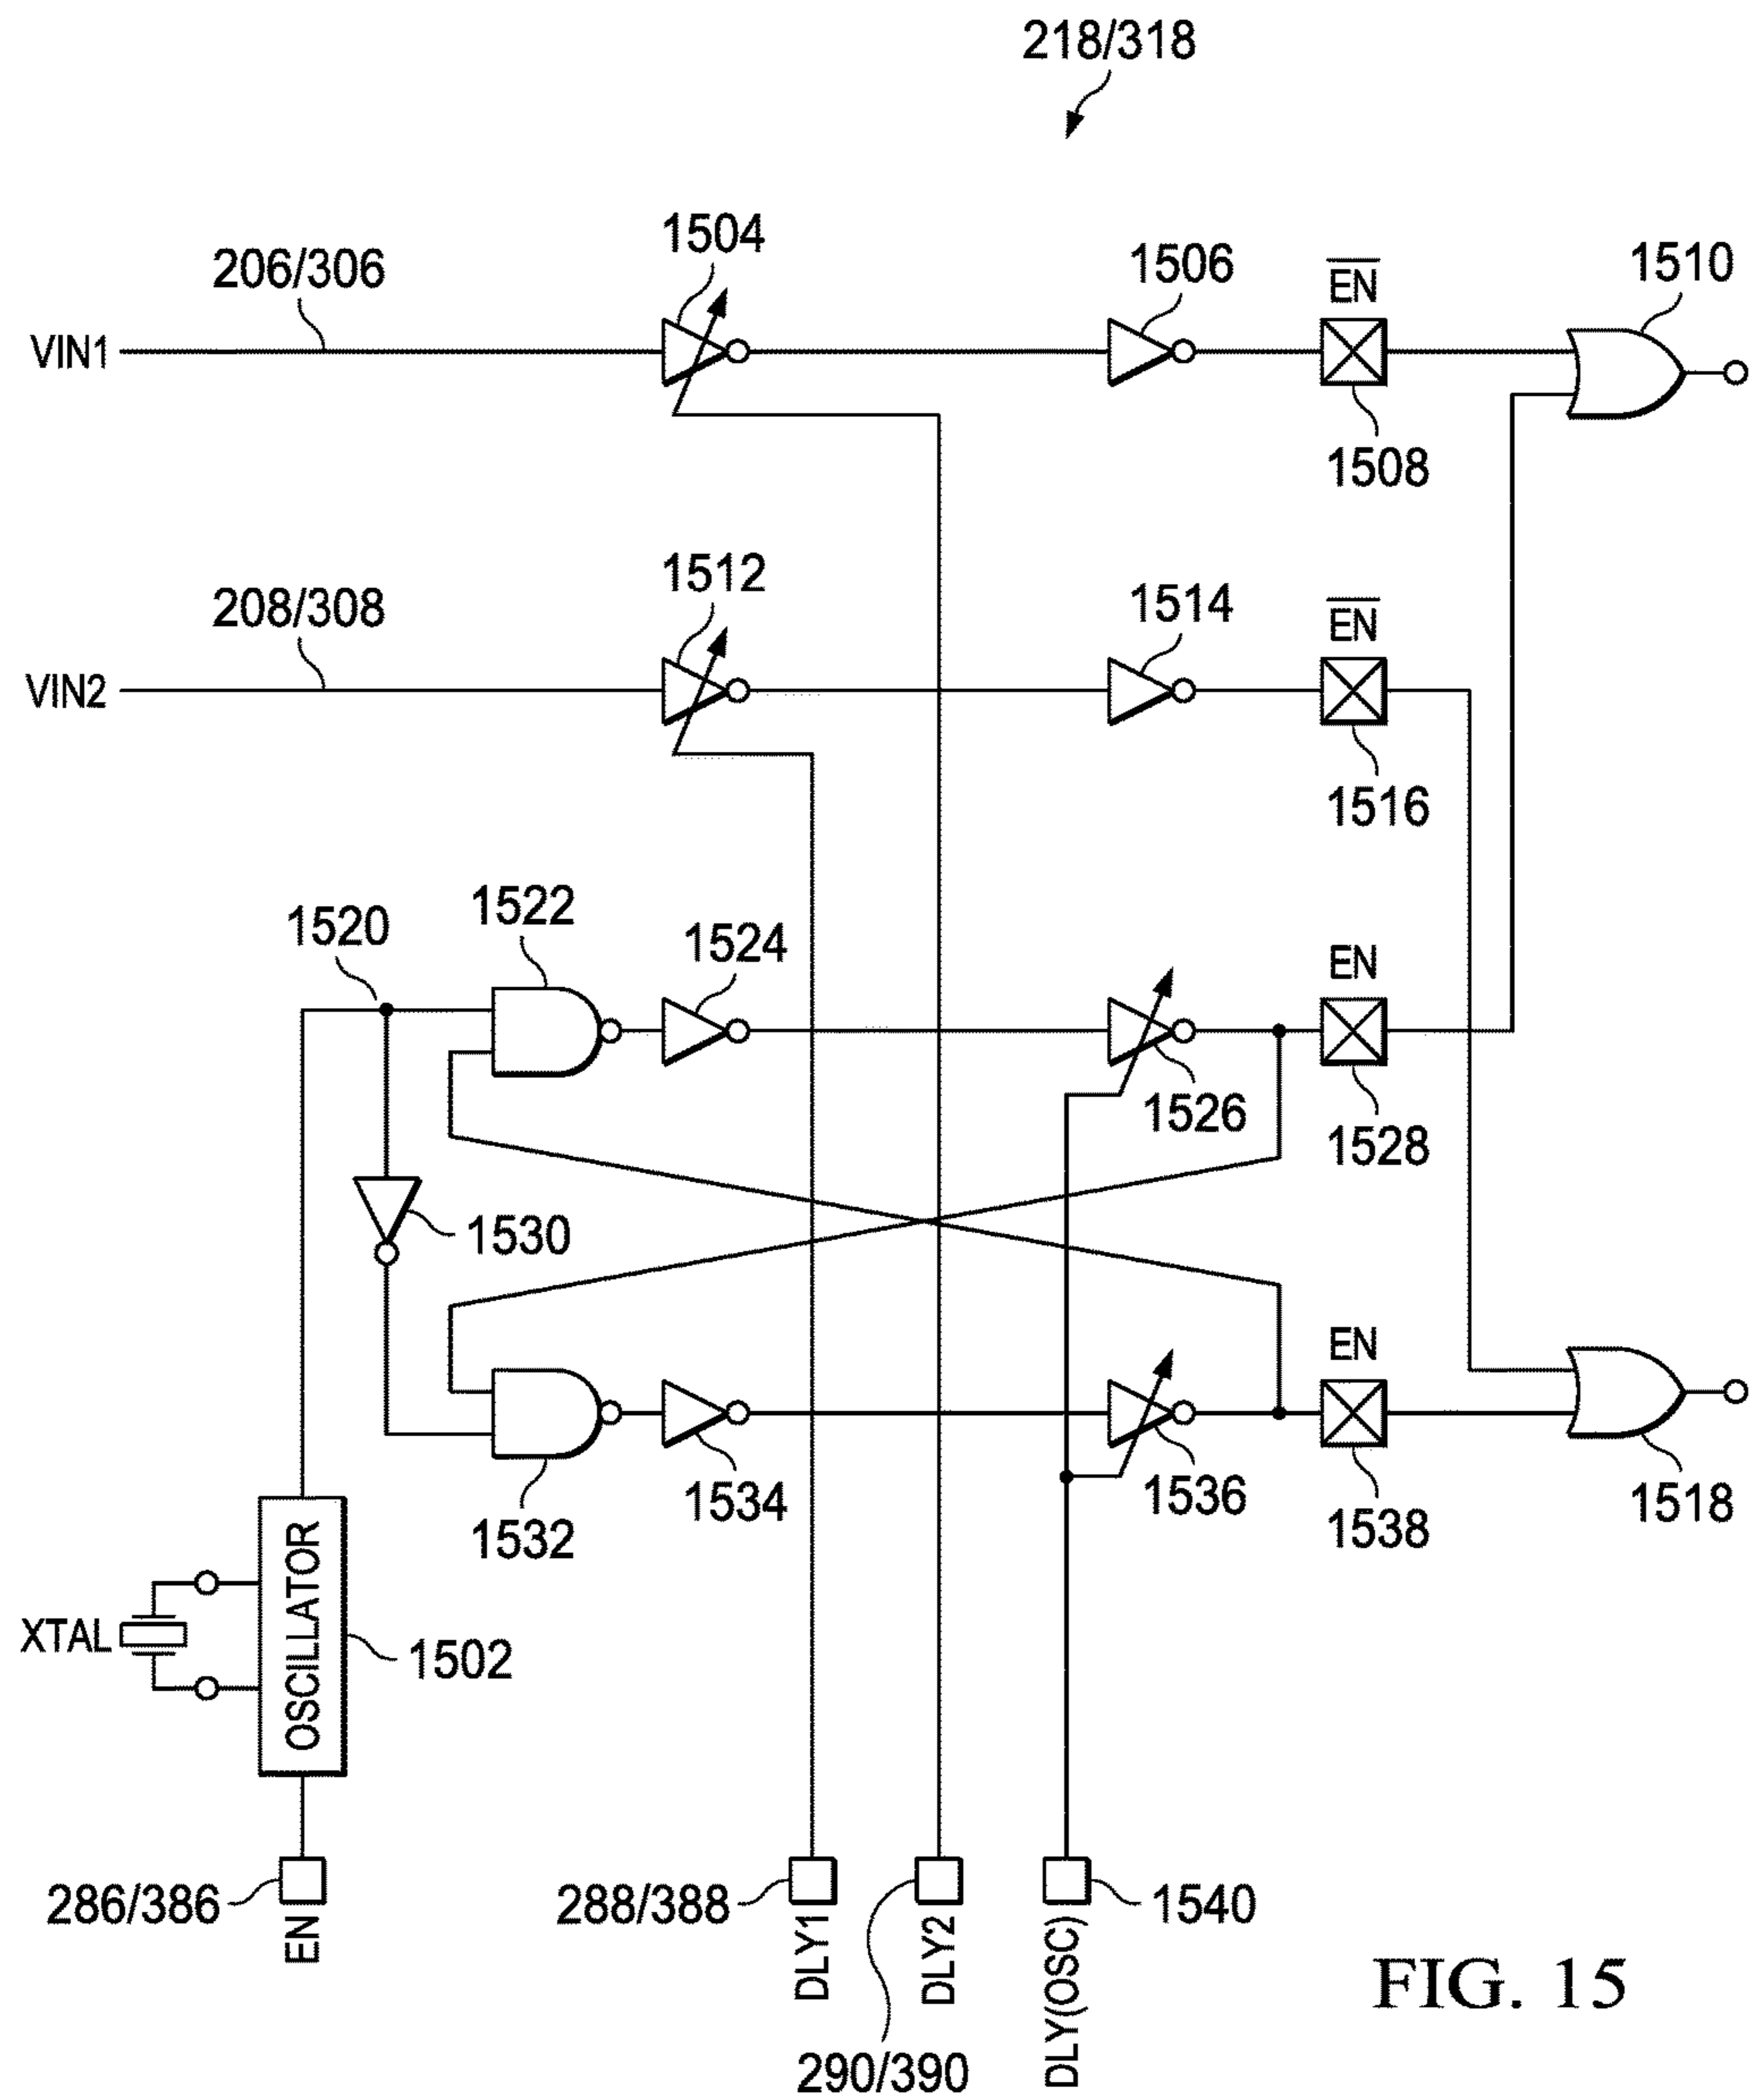 218/318
1504
1506
EN
1510
206/306
VIN1
1508
1512
1514
EN
208/308
VIN2
1516
1520
1522
1524
EN
1526
1528
1530
EN
1532
1534
1536
1538
1518
XTAL
OSCILLATOR
1502
286/386
EN
288/388
DLY1
DLY2
290/390
DLY(OSC)
1540
FIG. 15